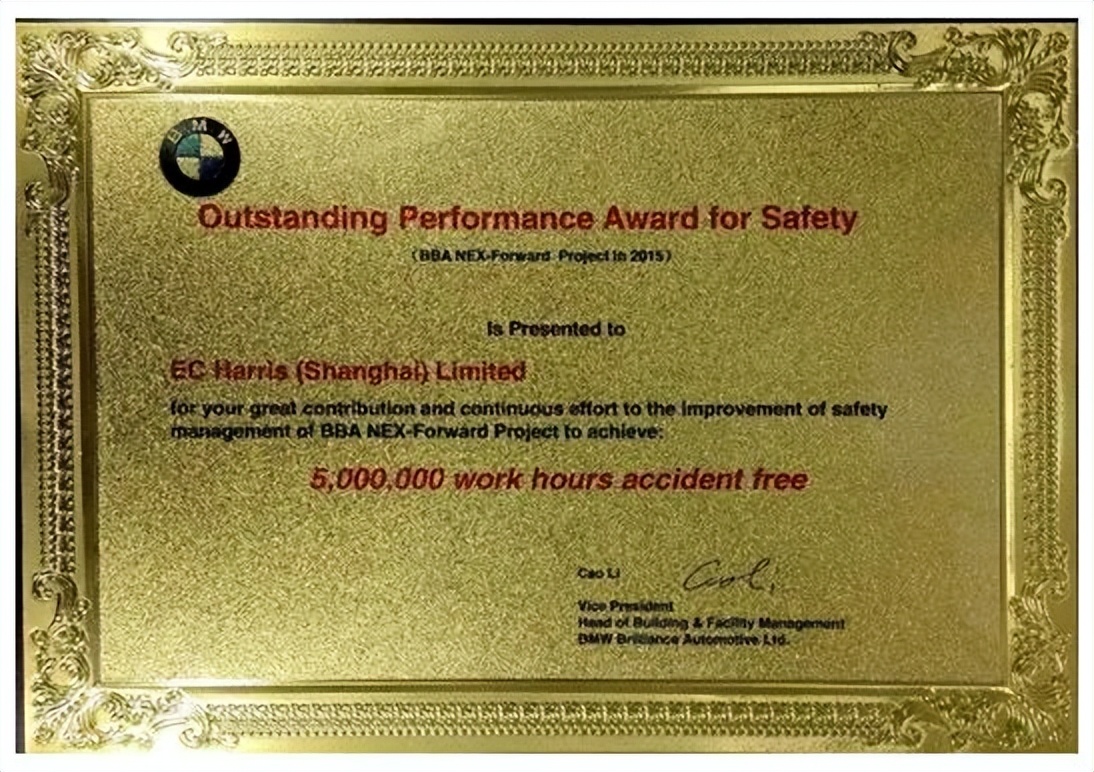 BMW
Outstanding Performance Award for Safety
(BBA NEX-Forward Project in 2015)
Is Presented to
EC Harris (Shanghai) Limited
for your great contribution and continuous effort to the improvement of safety
management of BBA NEX-Forward Project to achieve:
5,000,000 work hours accident free
Cao Li
Vice President
Head of Building & Facility Management
BMW Brilliance Automotive Ltd.